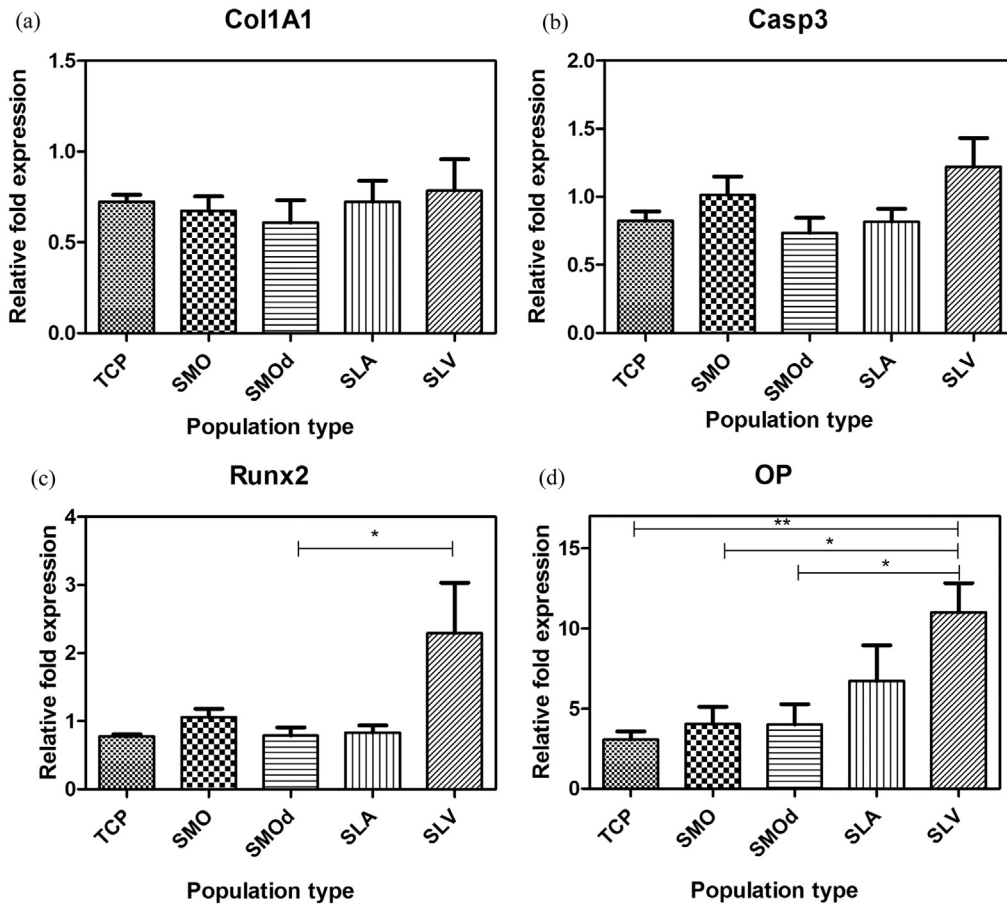 (a)
Col1A1
Relative fold expression
1.5
1.0
0.5
0.0
TCP
SMO
SMOd
SLA
SLV
Population type
(b)
Casp3
Relative fold expression
2.0
1.5
1.0
0.5
0.0
TCP
SMO
SMOd
SLA
SLV
Population type
(c)
Runx2
Relative fold expression
4
3
2
1
0
*
TCP
SMO
SMOd
SLA
SLV
Population type
(d)
OP
Relative fold expression
15
10
5
0
**
*
*
TCP
SMO
SMOd
SLA
SLV
Population type